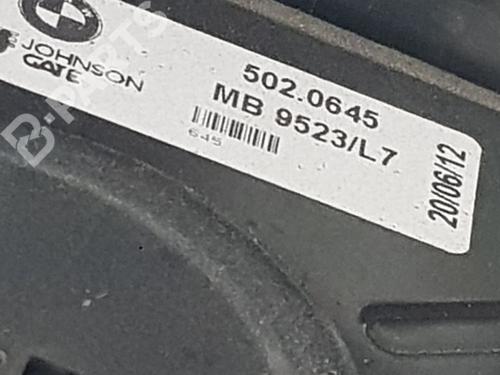 JOHNSON
GATE
502.0645
MB 9523/L7
645
20/06/12
B-PARTS